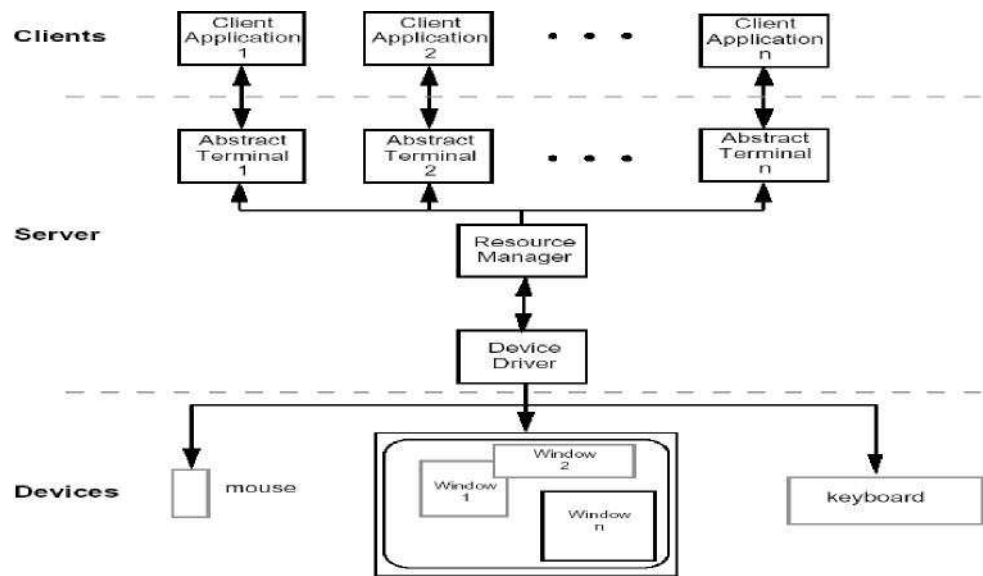 Clients
Client
Application
1
Client
Application
2
Client
Application
n
Abstract
Terminal
1
Abstract
Terminal
2
Abstract
Terminal
n
Server
Resource
Manager
Device
Driver
Devices
mouse
Window
1
Window
2
Window
n
keyboard